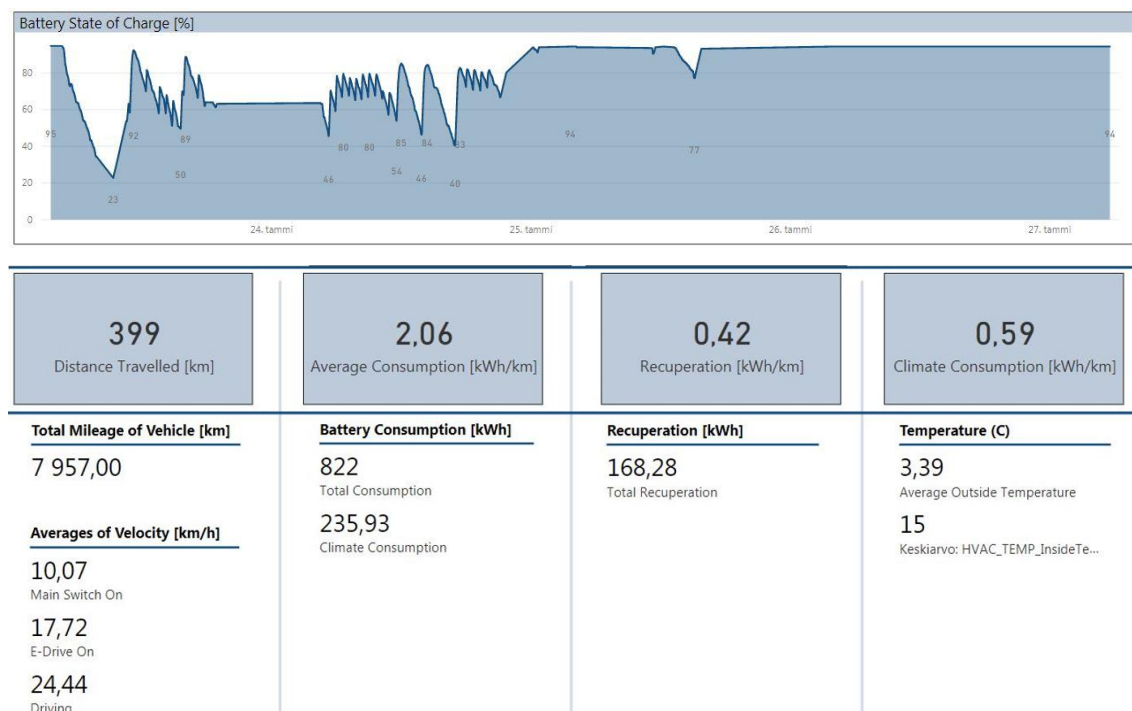 Battery State of Charge [%]
80
60
40
20
0
95
23
92
89
50
46
80
80
85
54
84
46
83
40
94
77
94
24. tammi
25. tammi
26. tammi
27. tammi
399
Distance Travelled [km]
2,06
Average Consumption [kWh/km]
0,42
Recuperation [kWh/km]
0,59
Climate Consumption [kWh/km]
Total Mileage of Vehicle [km]
7 957,00
Averages of Velocity [km/h]
10,07
Main Switch On
17,72
E-Drive On
24,44
Driving
Battery Consumption [kWh]
822
Total Consumption
235,93
Climate Consumption
Recuperation [kWh]
168,28
Total Recuperation
Temperature (C)
3,39
Average Outside Temperature
15
Keskiarvo: HVAC_TEMP_InsideTe...